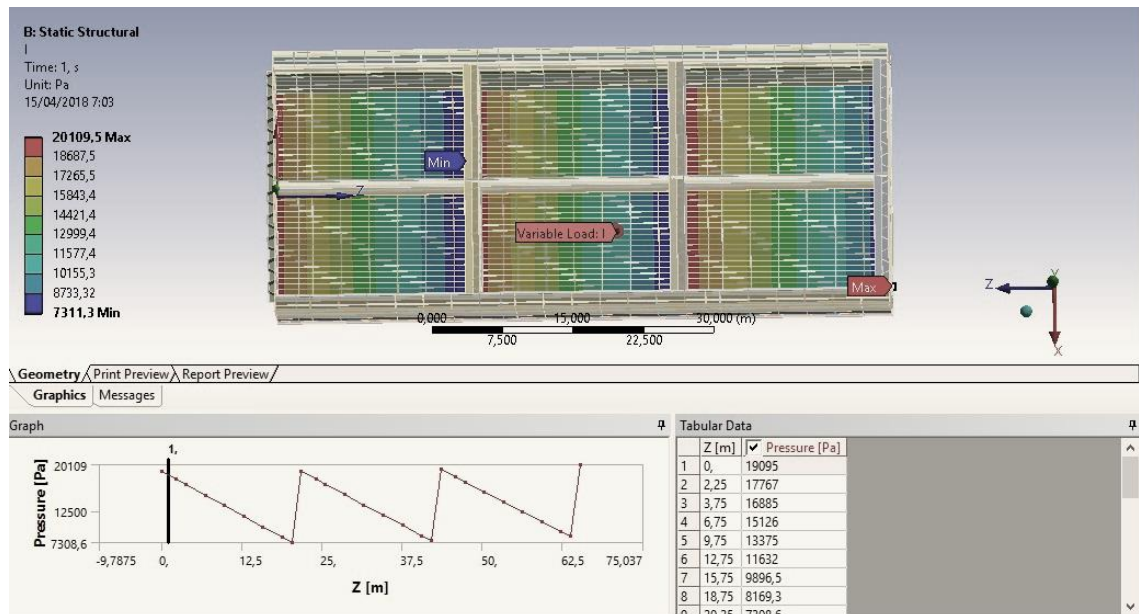 B: Static Structural
I
Time: 1, s
Unit: Pa
15/04/2018 7:03
20109,5 Max
18687,5
17265,5
15843,4
14421,4
12999,4
11577,4
10155,3
8733,32
7311,3 Min
Min
Z
Variable Load: I
Max
0,000 15,000 30,000 (m)
7,500 22,500
Y
Z
X
Geometry Print Preview Report Preview
Graphics Messages
Graph
1,
20109
12500
7308,6
Pressure [Pa]
-9,7875 0, 12,5 25, 37,5 50, 62,5 75,037
Z [m]
Tabular Data
Z [m] Pressure [Pa]
1 0, 19095
2 2,25 17767
3 3,75 16885
4 6,75 15126
5 9,75 13375
6 12,75 11632
7 15,75 9896,5
8 18,75 8169,3